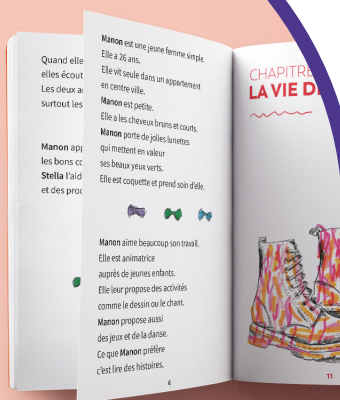 Quand elle
elles écout
Les deux a
surtout les
Manon app
les bons co
Stella l'aid
et des proc
Manon est une jeune femme simple.
Elle a 26 ans.
Elle vit seule dans un appartement
en centre ville.
Manon est petite.
Elle a les cheveux bruns et courts.
Manon porte de jolies lunettes
qui mettent en valeur
ses beaux yeux verts.
Elle est coquette et prend soin d'elle.
Manon aime beaucoup son travail.
Elle est animatrice
auprès de jeunes enfants.
Elle leur propose des activités
comme le dessin ou le chant.
Manon propose aussi
des jeux et de la danse.
Ce que Manon préfère
c'est lire des histoires.
6
CHAPITRE
LA VIE DE
11